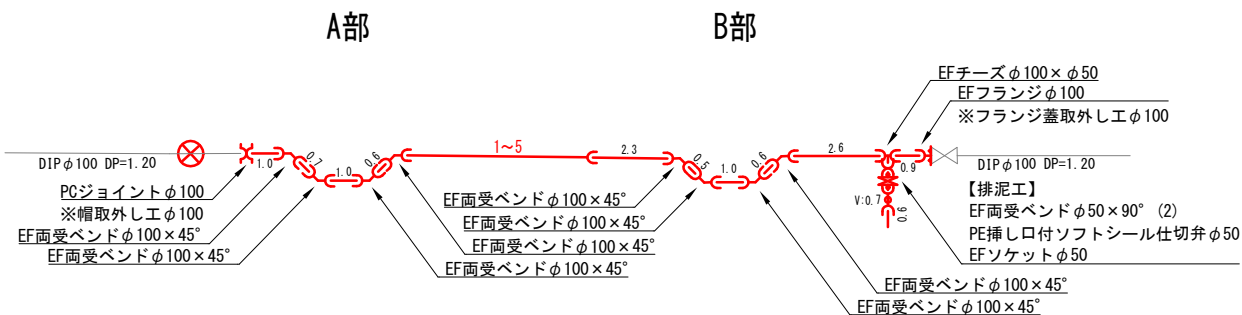 A部
B部
EFチーズφ100×φ50
EFフランジφ100
※フランジ蓋取外し工φ100
DIPφ100 DP=1.20
1.0
0.7
1.0
0.6
1~5
2.3
0.5
1.0
0.6
2.6
0.9
DIPφ100 DP=1.20
PCジョイントφ100
※帽取外し工φ100
EF両受ベンドφ100×45°
EF両受ベンドφ100×45°
EF両受ベンドφ100×45°
EF両受ベンドφ100×45°
EF両受ベンドφ100×45°
EF両受ベンドφ100×45°
EF両受ベンドφ100×45°
EF両受ベンドφ100×45°
V:0.7
0.6
【排泥工】
EF両受ベンドφ50×90°(2)
PE挿し口付ソフトシール仕切弁φ50
EFソケットφ50